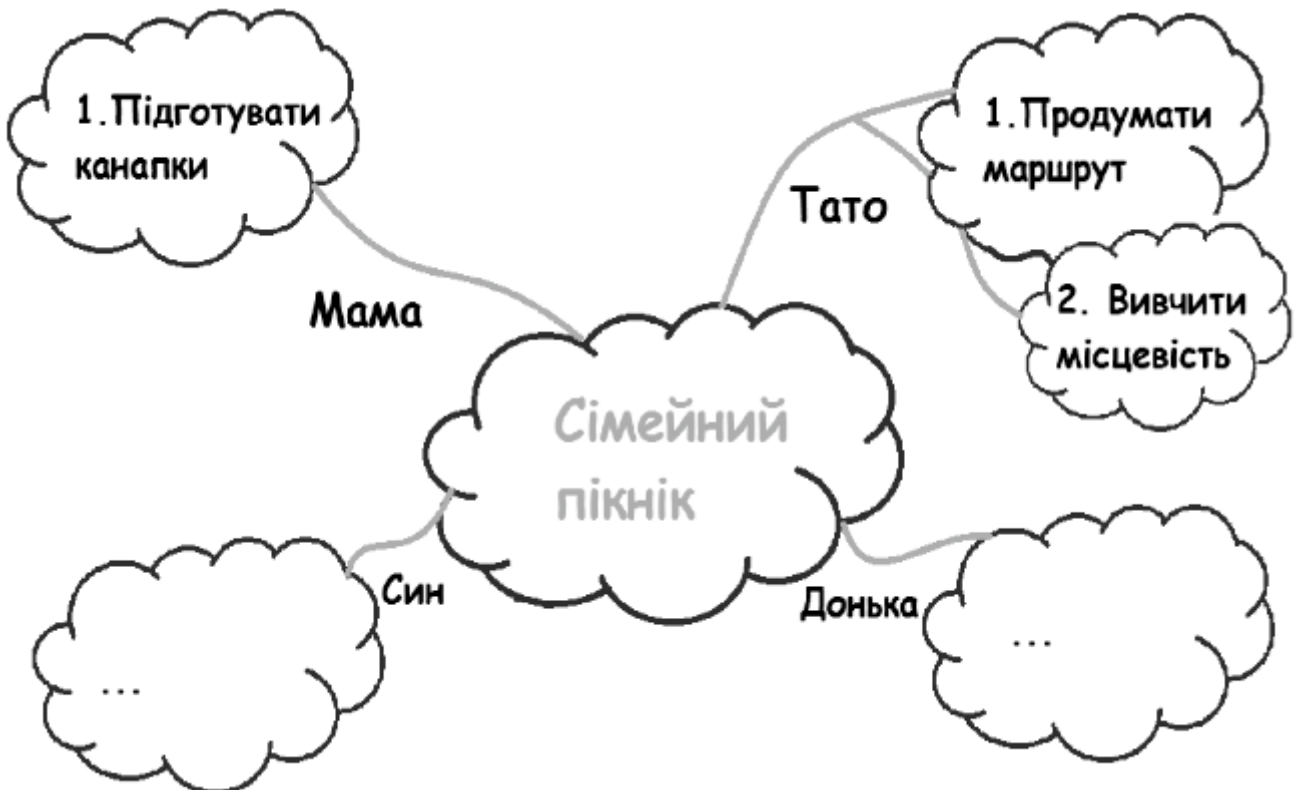 1.Підготувати
канапки
Мама
Тато
1.Продумати
маршрут
2. Вивчити
місцевість
Сімейний
пікнік
Син
...
Донька
...